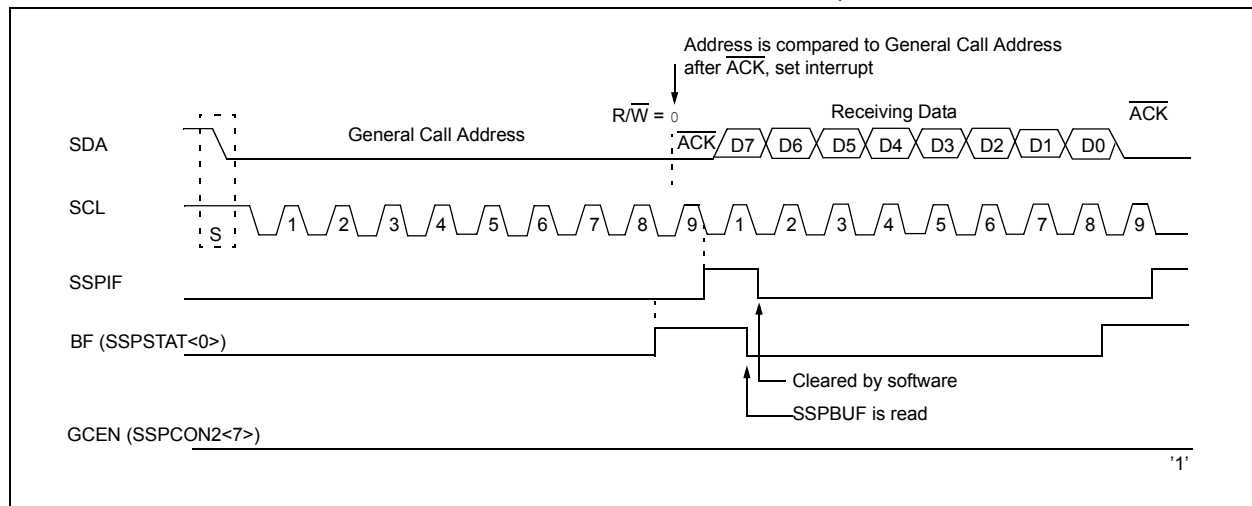 Address is compared to General Call Address
after ACK, set interrupt
R/W = 0
General Call Address
Receiving Data
ACK
SDA
ACK D7 D6 D5 D4 D3 D2 D1 D0
SCL
S 1 2 3 4 5 6 7 8 9 1 2 3 4 5 6 7 8 9
SSPIF
BF (SSPSTAT<0>)
Cleared by software
SSPBUF is read
GCEN (SSPCON2<7>)
'1'